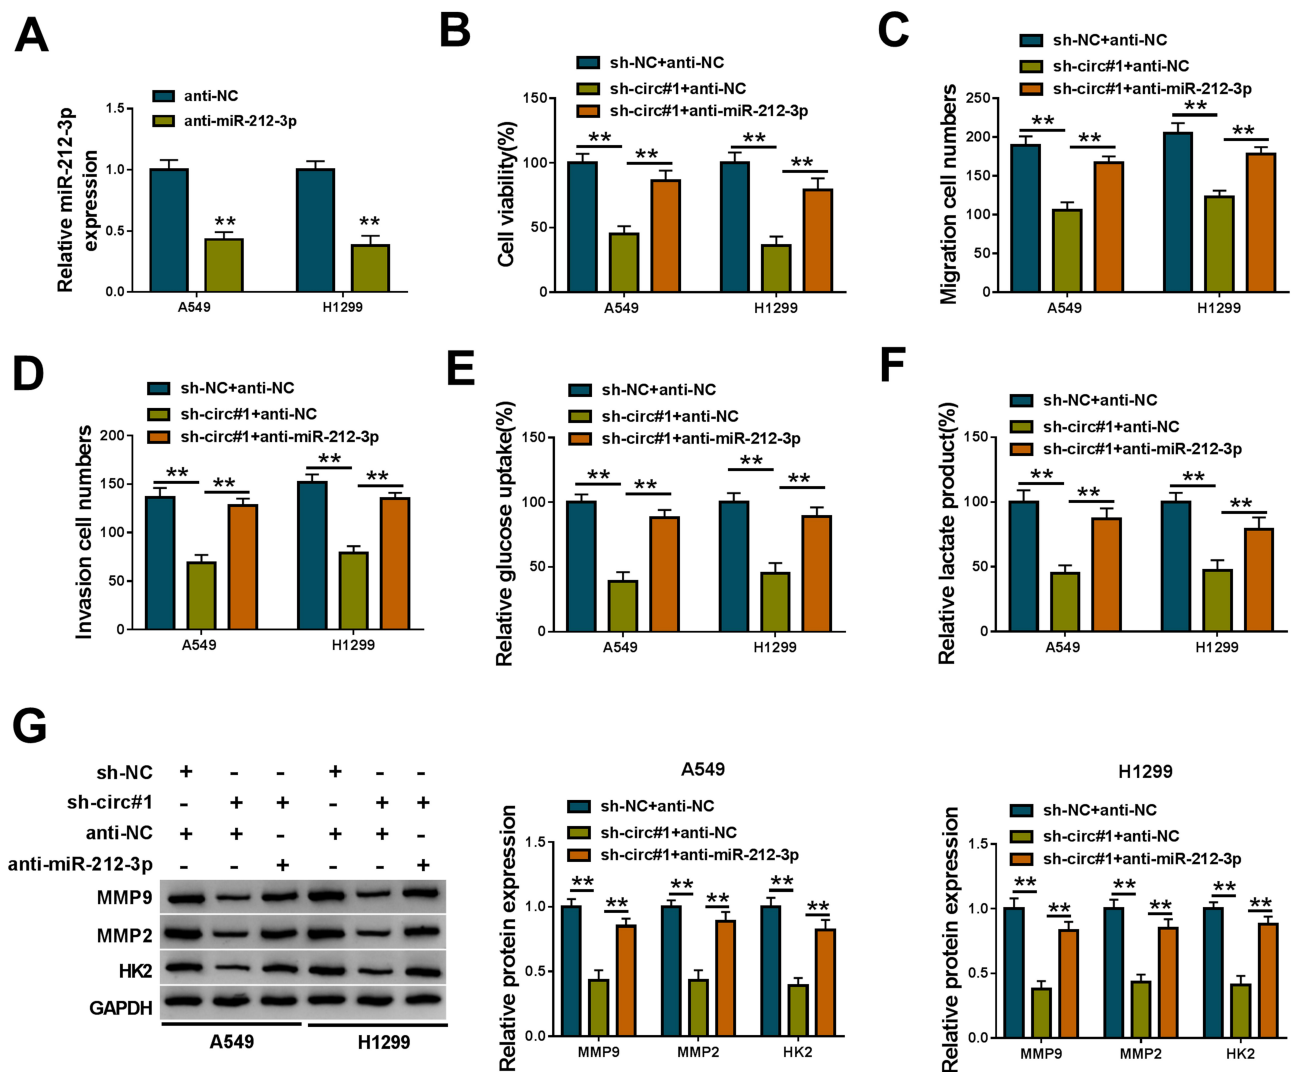 A
anti-NC
anti-miR-212-3p
Relative miR-212-3p
expression
1.5
1.0
0.5
0.0
** **
A549 H1299
B
sh-NC+anti-NC
sh-circ#1+anti-NC
sh-circ#1+anti-miR-212-3p
Cell viability(%)
150
100
50
0
** ** ** **
A549 H1299
C
sh-NC+anti-NC
sh-circ#1+anti-NC
sh-circ#1+anti-miR-212-3p
Migration cell numbers
250
200
150
100
50
0
** ** ** **
A549 H1299
D
sh-NC+anti-NC
sh-circ#1+anti-NC
sh-circ#1+anti-miR-212-3p
Invasion cell numbers
200
150
100
50
0
** ** ** **
A549 H1299
E
sh-NC+anti-NC
sh-circ#1+anti-NC
sh-circ#1+anti-miR-212-3p
Relative glucose uptake(%)
150
100
50
0
** ** ** **
A549 H1299
F
sh-NC+anti-NC
sh-circ#1+anti-NC
sh-circ#1+anti-miR-212-3p
Relative lactate product(%)
150
100
50
0
** ** ** **
A549 H1299
G
sh-NC + - - + - -
sh-circ#1 - + + - + +
anti-NC + + - + + -
anti-miR-212-3p - - + - - +
MMP9
MMP2
HK2
GAPDH
A549 H1299
A549
sh-NC+anti-NC
sh-circ#1+anti-NC
sh-circ#1+anti-miR-212-3p
Relative protein expression
1.5
1.0
0.5
0.0
** ** ** ** ** **
MMP9 MMP2 HK2
H1299
sh-NC+anti-NC
sh-circ#1+anti-NC
sh-circ#1+anti-miR-212-3p
Relative protein expression
1.5
1.0
0.5
0.0
** ** ** ** ** **
MMP9 MMP2 HK2